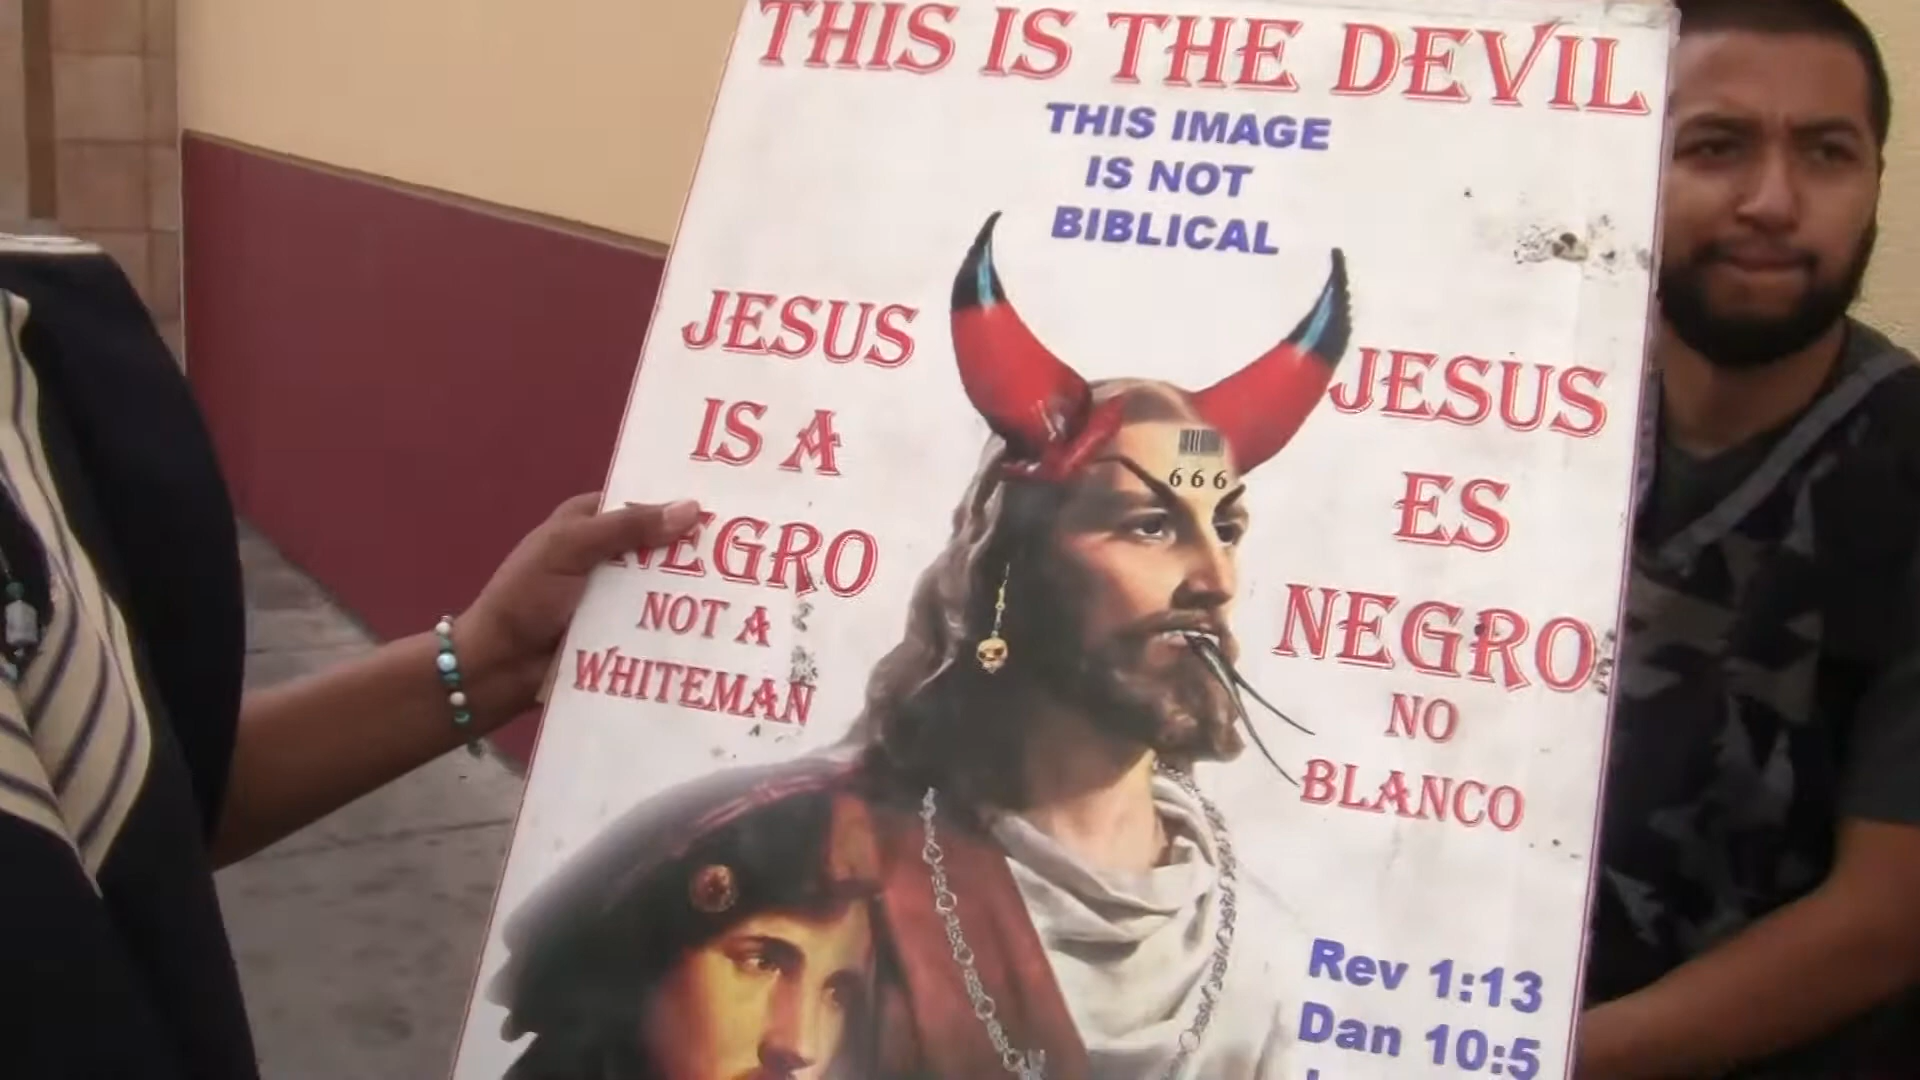 THIS IS THE DEVIL
THIS IMAGE
IS NOT
BIBLICAL
JESUS
IS A
NEGRO
NOT A
WHITEMAN
JESUS
ES
NEGRO
NO
BLANCO
666
Rev 1:13
Dan 10:5